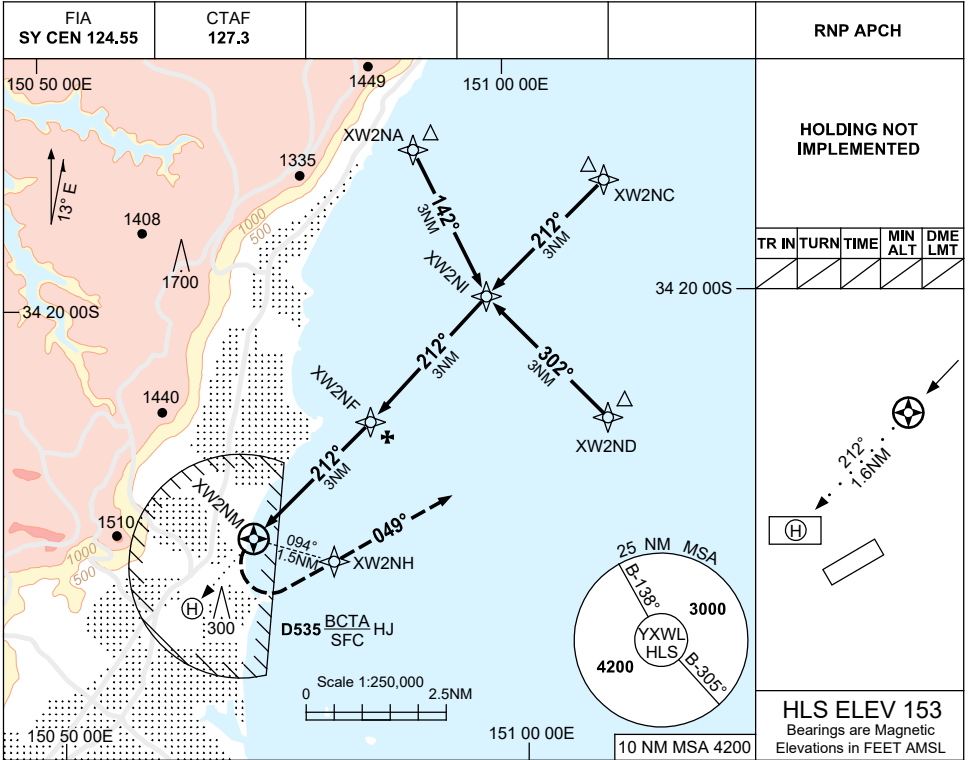 FIA
SY CEN 124.55
CTAF
127.3
RNP APCH
150 50 00E
1449
151 00 00E
XW2NA
HOLDING NOT
IMPLEMENTED
13° E
1335
XW2NC
1408
1000
500
142°
3NM
212°
3NM
1700
XW2NI
TR IN
TURN
TIME
MIN
ALT
DME
LMT
34 20 00S
34 20 00S
212°
3NM
302°
3NM
XW2NF
1440
XW2ND
212°
3NM
212°
1.6NM
XW2NM
1510
049°
094°
1.5NM
XW2NH
H
1000
500
25 NM MSA
B-138°
3000
H
300
D535 BCTA HJ
SFC
YXWL
HLS
4200
B-305°
Scale 1:250,000
0
2.5NM
HLS ELEV 153
Bearings are Magnetic
Elevations in FEET AMSL
150 50 00E
151 00 00E
10 NM MSA 4200